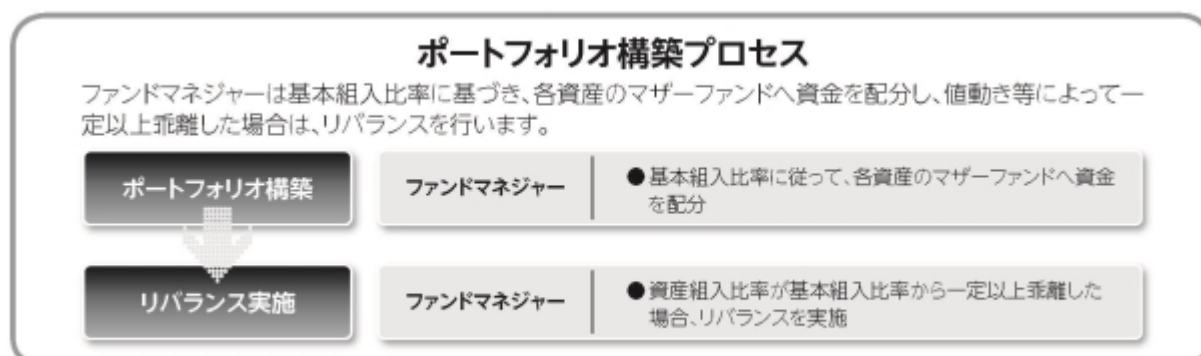 ポートフォリオ構築プロセス
ファンドマネジャーは基本組入比率に基づき、各資産のマザーファンドへ資金を配分し、値動き等によって一
定以上乖離した場合は、リバランスを行います。
ポートフォリオ構築
ファンドマネジャー
●基本組入比率に従って、各資産のマザーファンドへ資金
を配分
リバランス実施
ファンドマネジャー
●資産組入比率が基本組入比率から一定以上乖離した
場合、リバランスを実施